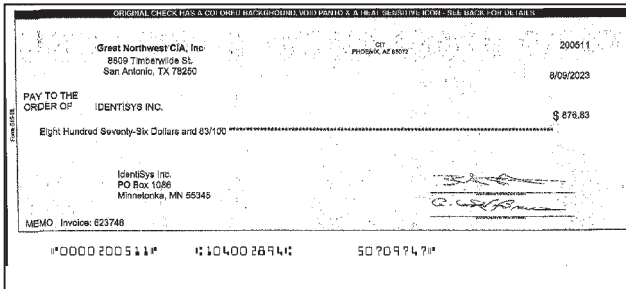 ORIGINAL CHECK HAS A COLORED BACKGROUND, VOID PANTO & A HEAT SENSITIVE ICON - SEE BACK FOR DETAILS
Great Northwest CIA, Inc
8809 Timberwilde St.
San Antonio, TX 78250
CIT
PHOENIX, AZ 85072
200511
8/09/2023
PAY TO THE
ORDER OF IDENTISYS INC.
$ 876.83
Eight Hundred Seventy-Six Dollars and 83/100
IdentiSys Inc.
PO Box 1086
Minnetonka, MN 55345
MEMO Invoice: 623746
⑈0000200511⑈ ⑆104002894⑆ 50709747⑈